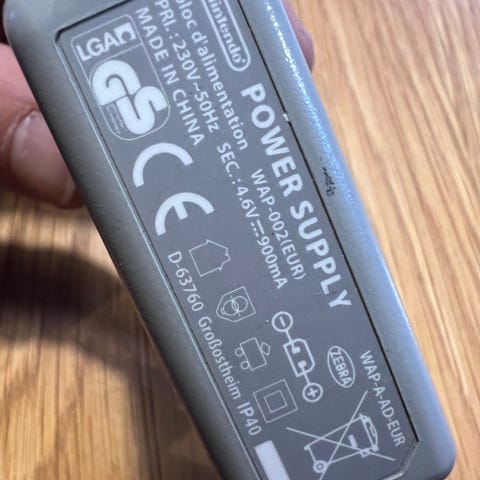 Nintendo
POWER SUPPLY
bloc d'alimentation WAP-002(EUR)
PRI.: 230V~50Hz SEC.: 4.6V⎓900mA
MADE IN CHINA
LGA
GS
CE
D-63760 Großostheim IP40
ZEBRA
WAP-A-AD-EUR